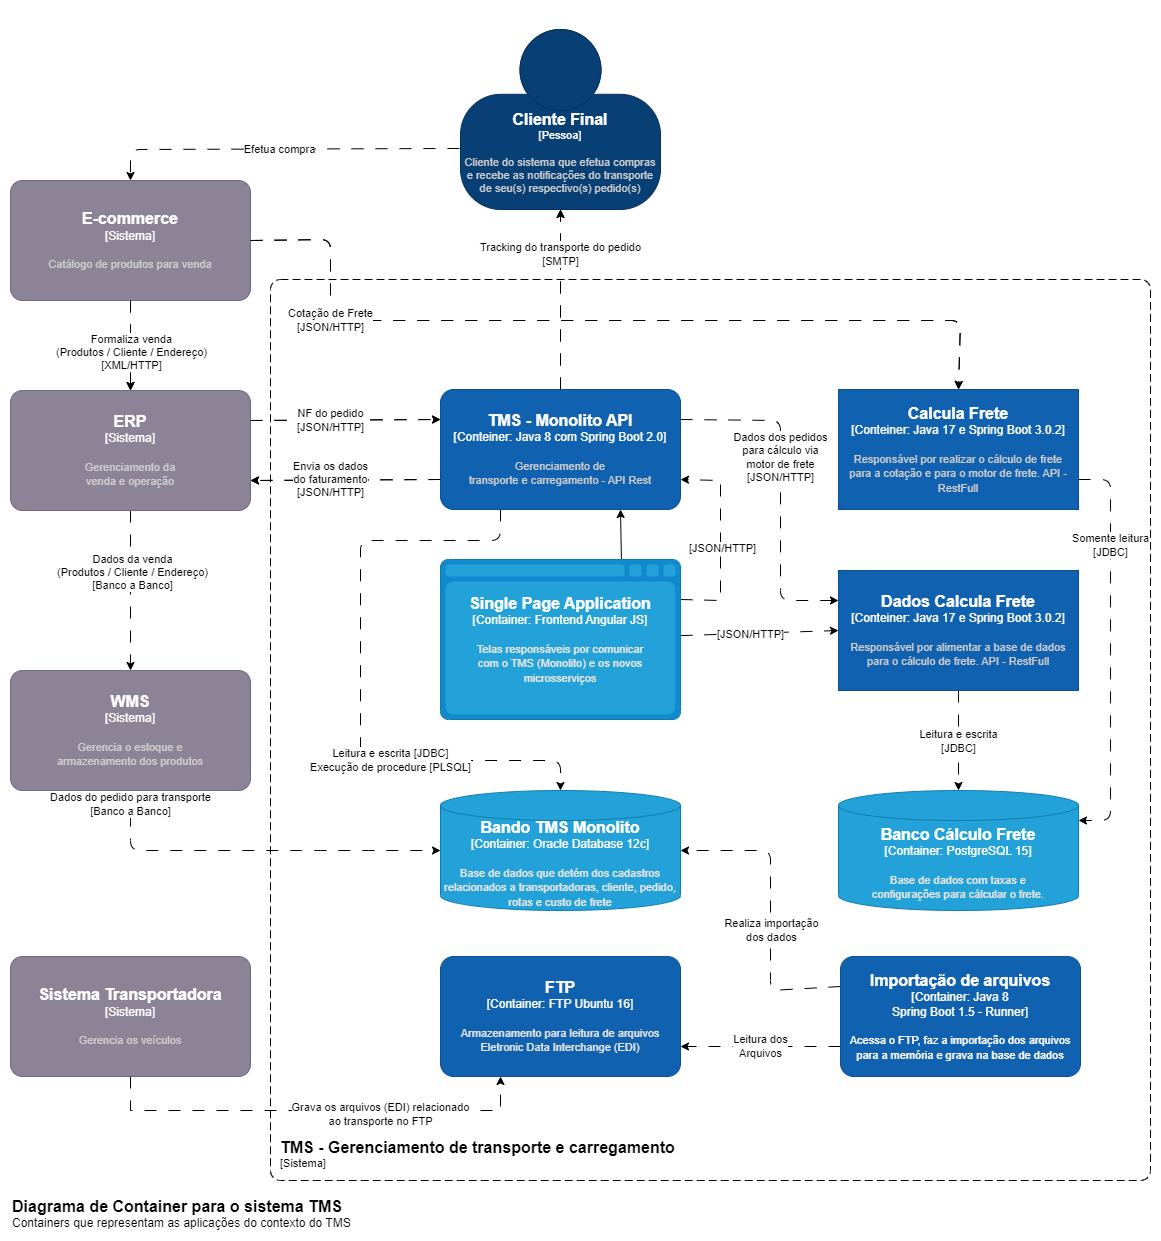 Cliente Final
[Pessoa]
Cliente do sistema que efetua compras
e recebe as notificações do transporte
de seu(s) respectivo(s) pedido(s)
Efetua compra
E-commerce
[Sistema]
Catálogo de produtos para venda
Tracking do transporte do pedido
[SMTP]
Cotação de Frete
[JSON/HTTP]
Formaliza venda
(Produtos / Cliente / Endereço)
[XML/HTTP]
ERP
[Sistema]
Gerenciamento da
venda e operação
NF do pedido
[JSON/HTTP]
Envia os dados
do faturamento
[JSON/HTTP]
TMS - Monolito API
[Conteiner: Java 8 com Spring Boot 2.0]
Gerenciamento de
transporte e carregamento - API Rest
Dados dos pedidos
para cálculo via
motor de frete
[JSON/HTTP]
Calcula Frete
[Conteiner: Java 17 e Spring Boot 3.0.2]
Responsável por realizar o cálculo de frete
para a cotação e para o motor de frete. API -
RestFull
Somente leitura
[JDBC]
[JSON/HTTP]
Dados da venda
(Produtos / Cliente / Endereço)
[Banco a Banco]
Single Page Application
[Container: Frontend Angular JS]
Telas responsáveis por comunicar
com o TMS (Monolito) e os novos
microsserviços
[JSON/HTTP]
Dados Calcula Frete
[Conteiner: Java 17 e Spring Boot 3.0.2]
Responsável por alimentar a base de dados
para o cálculo de frete. API - RestFull
WMS
[Sistema]
Gerencia o estoque e
armazenamento dos produtos
Leitura e escrita
[JDBC]
Leitura e escrita [JDBC]
Execução de procedure [PLSQL]
Dados do pedido para transporte
[Banco a Banco]
Bando TMS Monolito
[Container: Oracle Database 12c]
Base de dados que detém dos cadastros
relacionados a transportadoras, cliente, pedido,
rotas e custo de frete
Banco Cálculo Frete
[Container: PostgreSQL 15]
Base de dados com taxas e
configurações para cálcular o frete.
Realiza importação
dos dados
Sistema Transportadora
[Sistema]
Gerencia os veículos
FTP
[Container: FTP Ubuntu 16]
Armazenamento para leitura de arquivos
Eletronic Data Interchange (EDI)
Leitura dos
Arquivos
Importação de arquivos
[Container: Java 8
Spring Boot 1.5 - Runner]
Acessa o FTP, faz a importação dos arquivos
para a memória e grava na base de dados
Grava os arquivos (EDI) relacionado
ao transporte no FTP
TMS - Gerenciamento de transporte e carregamento
[Sistema]
Diagrama de Container para o sistema TMS
Containers que representam as aplicações do contexto do TMS